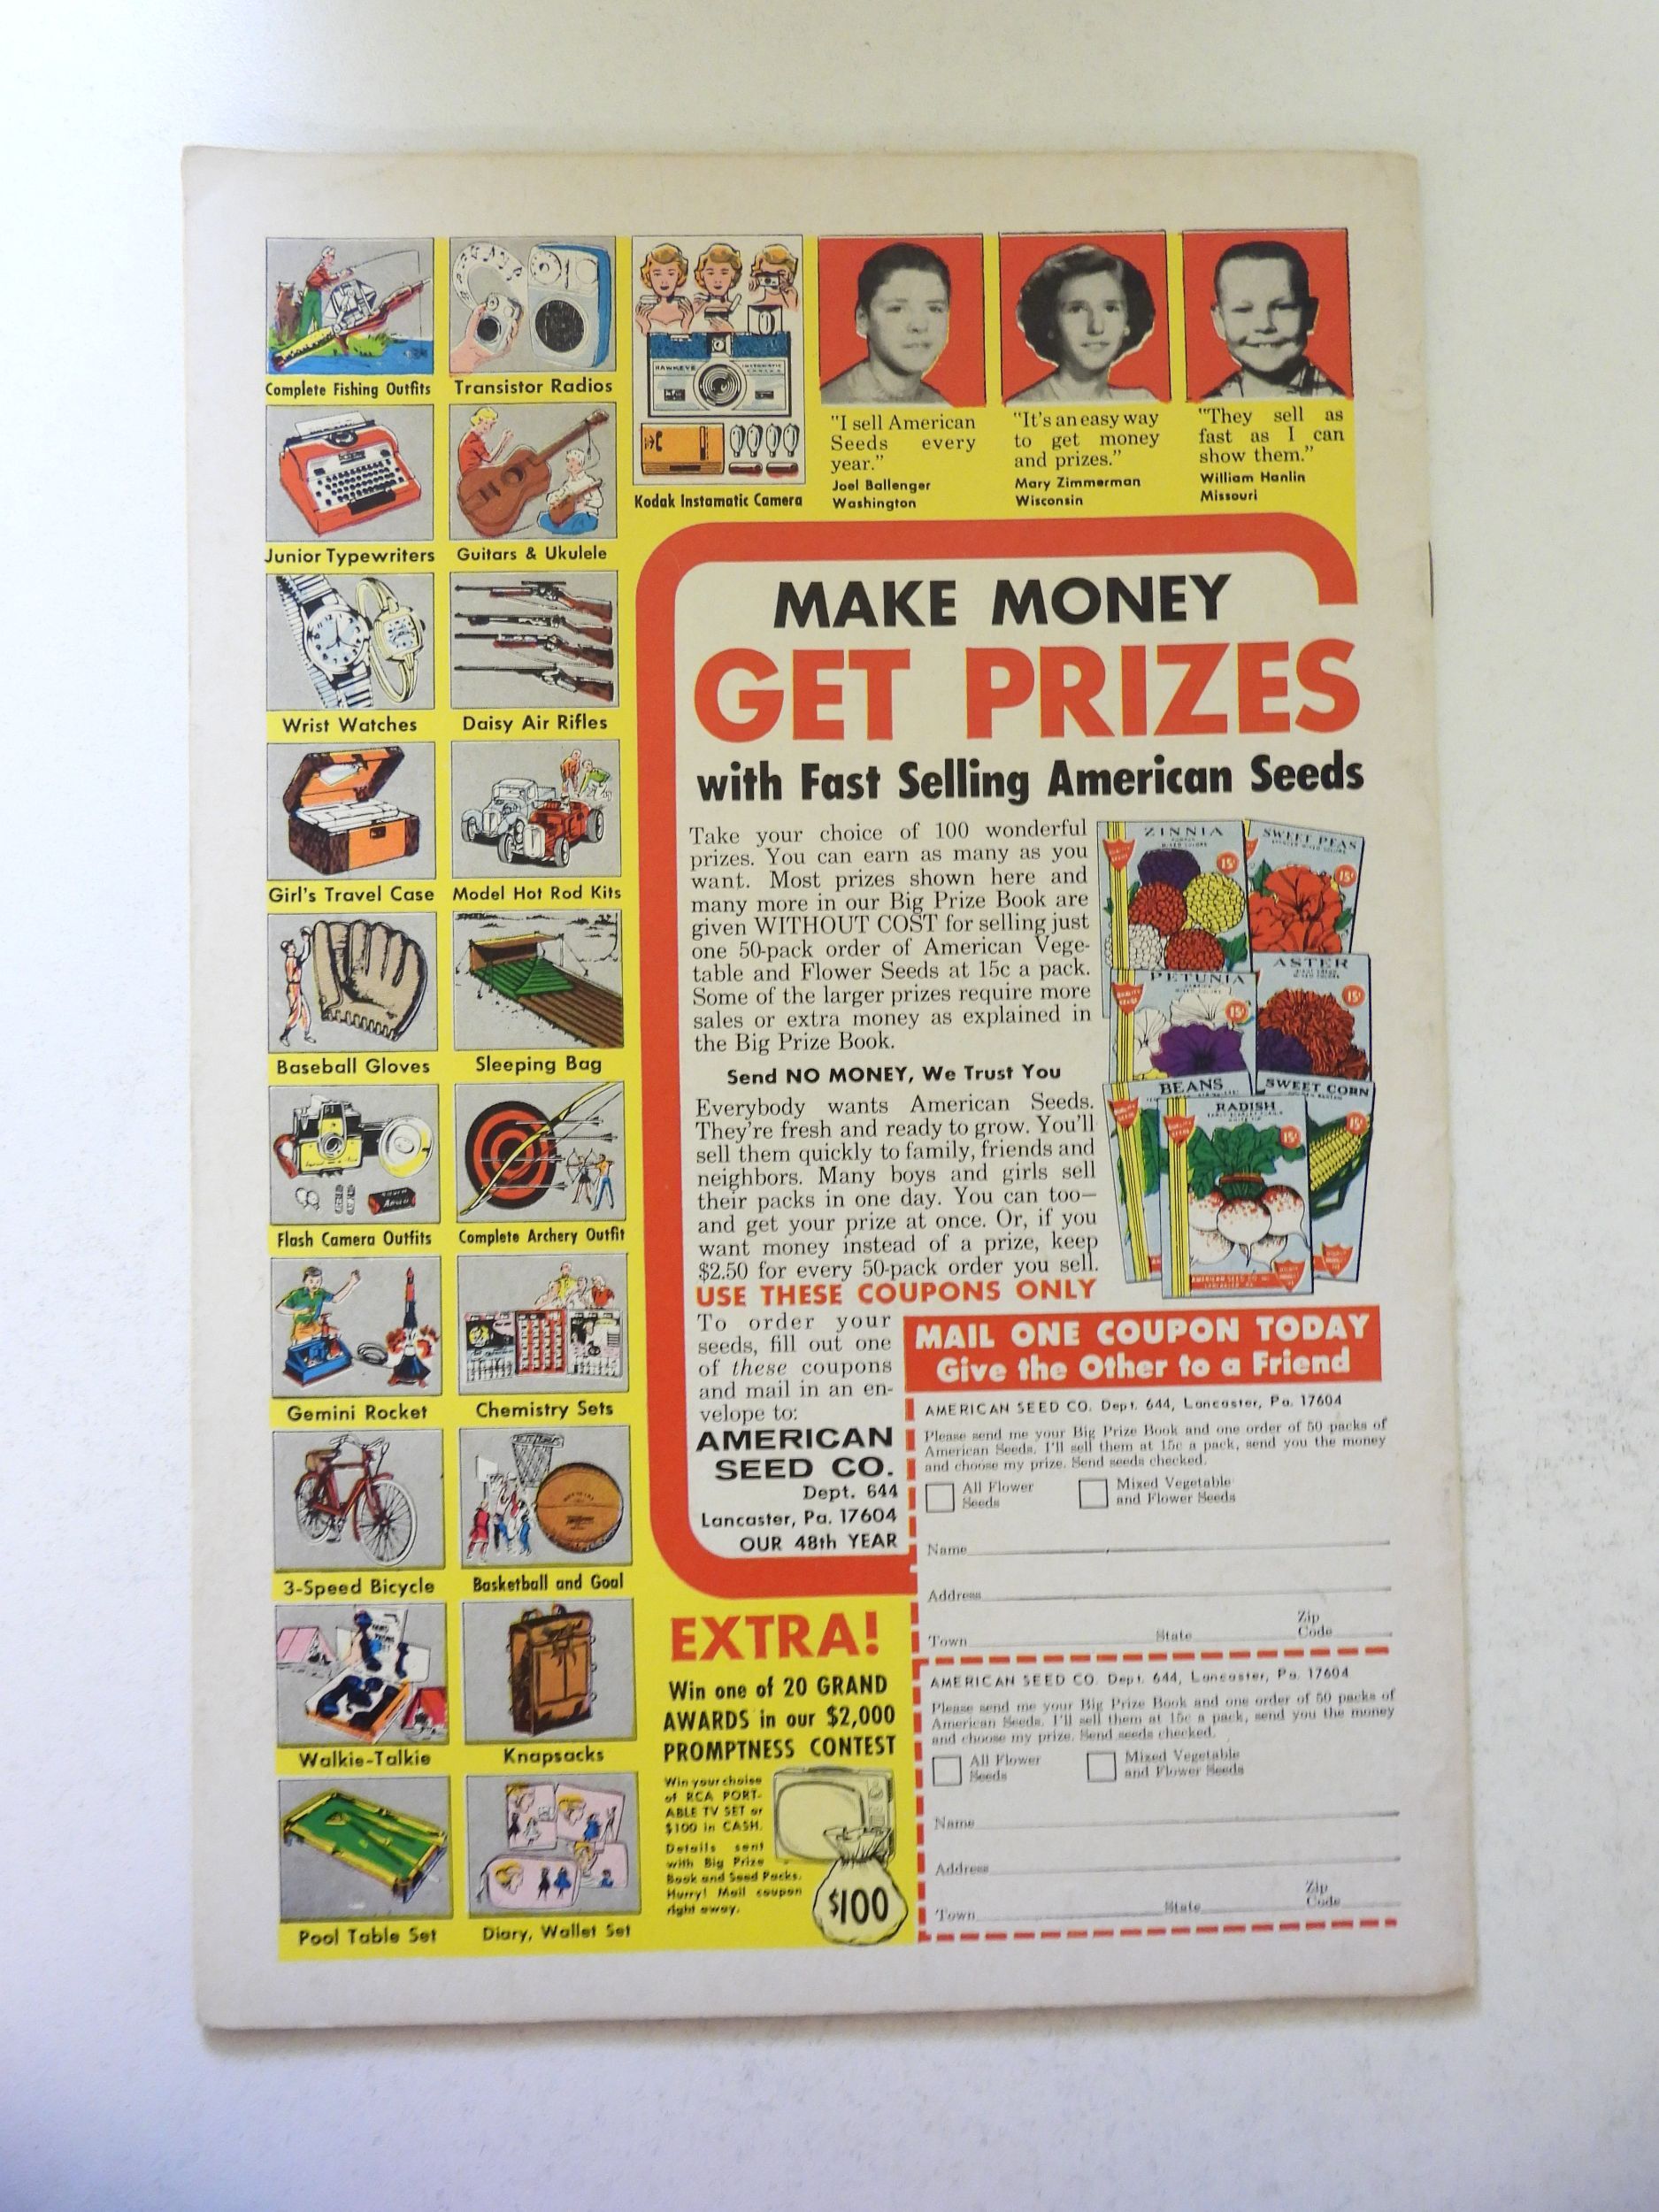 Complete Fishing Outfits
Transistor Radios
HAWKEYE INSTAMATIC
CAMERA
Kodak Instamatic Camera
"I sell American
Seeds every
year."
Joel Ballenger
Washington
"It's an easy way
to get money
and prizes."
Mary Zimmerman
Wisconsin
"They sell as
fast as I can
show them."
William Hanlin
Missouri
Junior Typewriters
Guitars & Ukulele
Wrist Watches
Daisy Air Rifles
Girl's Travel Case
Model Hot Rod Kits
Baseball Gloves
Sleeping Bag
Flash Camera Outfits
Complete Archery Outfit
Gemini Rocket
Chemistry Sets
3-Speed Bicycle
Basketball and Goal
Walkie-Talkie
Knapsacks
Pool Table Set
Diary, Wallet Set
MAKE MONEY
GET PRIZES
with Fast Selling American Seeds
Take your choice of 100 wonderful
prizes. You can earn as many as you
want. Most prizes shown here and
many more in our Big Prize Book are
given WITHOUT COST for selling just
one 50-pack order of American Vege-
table and Flower Seeds at 15c a pack.
Some of the larger prizes require more
sales or extra money as explained in
the Big Prize Book.
Send NO MONEY, We Trust You
Everybody wants American Seeds.
They're fresh and ready to grow. You'll
sell them quickly to family, friends and
neighbors. Many boys and girls sell
their packs in one day. You can too—
and get your prize at once. Or, if you
want money instead of a prize, keep
$2.50 for every 50-pack order you sell.
USE THESE COUPONS ONLY
ZINNIA
MIXED COLORS
15¢
SWEET PEAS
15¢
PETUNIA
15¢
ASTER
15¢
BEANS
SWEET CORN
15¢
RADISH
15¢
To order your
seeds, fill out one
of these coupons
and mail in an en-
velope to:
AMERICAN
SEED CO.
Dept. 644
Lancaster, Pa. 17604
OUR 48th YEAR
MAIL ONE COUPON TODAY
Give the Other to a Friend
AMERICAN SEED CO. Dept. 644, Lancaster, Pa. 17604
Please send me your Big Prize Book and one order of 50 packs of
American Seeds. I'll sell them at 15c a pack, send you the money
and choose my prize. Send seeds checked.
All Flower
Seeds
Mixed Vegetable
and Flower Seeds
Name
Address
Town State Zip
Code
AMERICAN SEED CO. Dept. 644, Lancaster, Pa. 17604
Please send me your Big Prize Book and one order of 50 packs of
American Seeds. I'll sell them at 15c a pack, send you the money
and choose my prize. Send seeds checked.
All Flower
Seeds
Mixed Vegetable
and Flower Seeds
Name
Address
Town State Zip
Code
EXTRA!
Win one of 20 GRAND
AWARDS in our $2,000
PROMPTNESS CONTEST
Win your choise
of RCA PORT-
ABLE TV SET or
$100 in CASH.
Details sent
with Big Prize
Book and Seed Packs.
Hurry! Mail coupon
right away.
$100